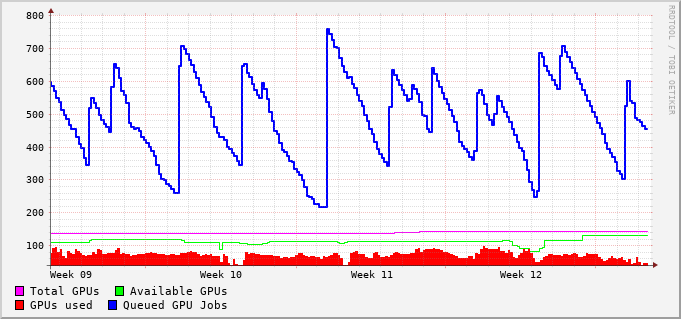 800
700
600
500
400
300
200
100
Week 09 Week 10 Week 11 Week 12
Total GPUs Available GPUs
GPUs used Queued GPU Jobs
RRDTOOL / TOBI OETIKER